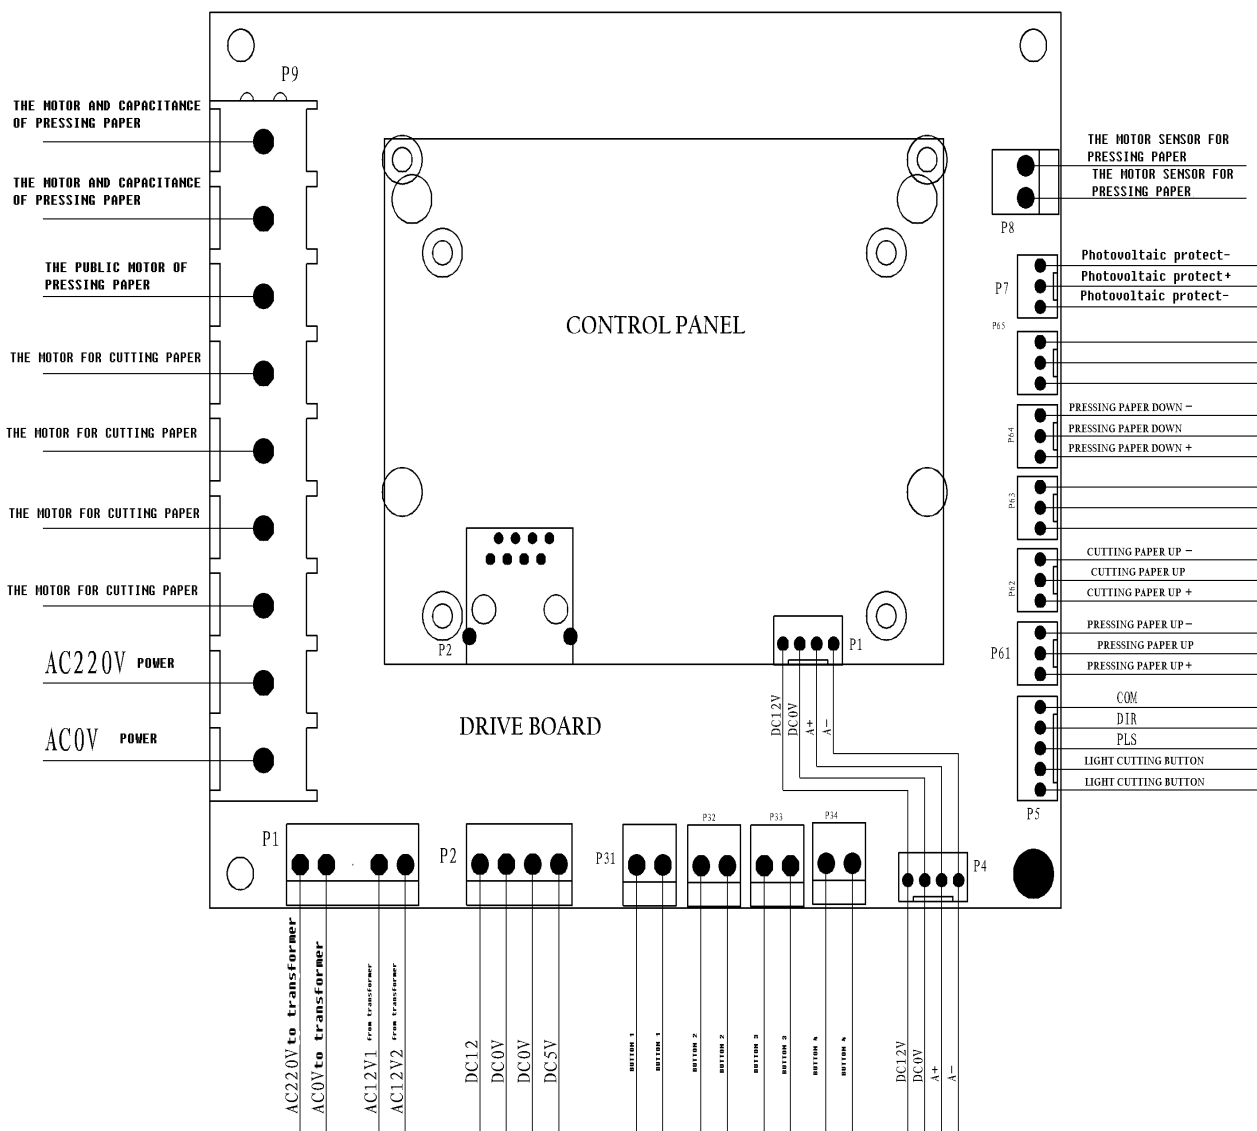 P9
THE MOTOR AND CAPACITANCE
OF PRESSING PAPER
THE MOTOR AND CAPACITANCE
OF PRESSING PAPER
THE PUBLIC MOTOR OF
PRESSING PAPER
THE MOTOR FOR CUTTING PAPER
THE MOTOR FOR CUTTING PAPER
THE MOTOR FOR CUTTING PAPER
THE MOTOR FOR CUTTING PAPER
AC220V POWER
AC0V POWER
CONTROL PANEL
P2
P1
DC12V
DC0V
A+
A-
DRIVE BOARD
THE MOTOR SENSOR FOR
PRESSING PAPER
THE MOTOR SENSOR FOR
PRESSING PAPER
P8
Photovoltaic protect-
Photovoltaic protect+
Photovoltaic protect-
P7
P65
PRESSING PAPER DOWN -
PRESSING PAPER DOWN
PRESSING PAPER DOWN +
P64
P63
CUTTING PAPER UP -
CUTTING PAPER UP
CUTTING PAPER UP +
P62
PRESSING PAPER UP-
PRESSING PAPER UP
PRESSING PAPER UP+
P61
COM
DIR
PLS
LIGHT CUTTING BUTTON
LIGHT CUTTING BUTTON
P5
P1
P2
P31
P32
P33
P34
P4
AC220V to transformer
AC0V to transformer
AC12V1 from transformer
AC12V2 from transformer
DC12
DC0V
DC0V
DC5V
BUTTON 1
BUTTON 1
BUTTON 2
BUTTON 2
BUTTON 3
BUTTON 3
BUTTON 4
BUTTON 4
DC12V
DC0V
A+
A-